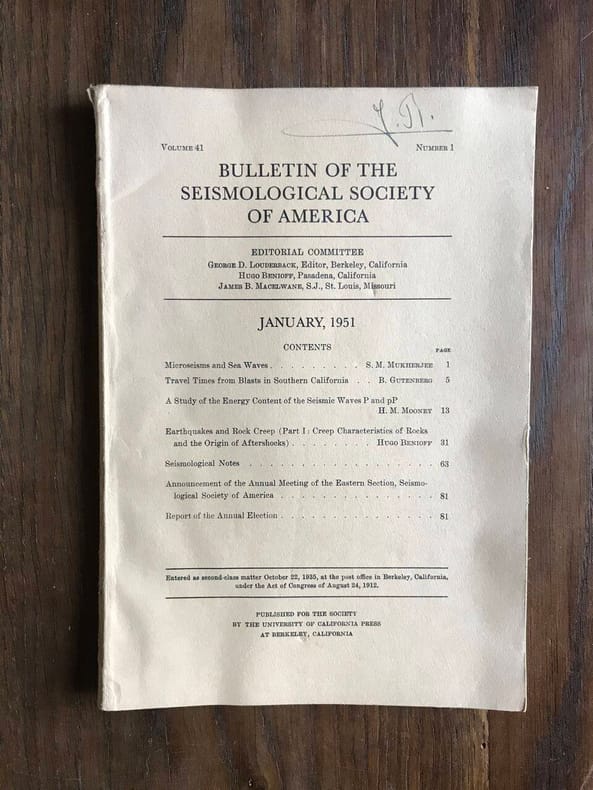 VOLUME 41 NUMBER 1
BULLETIN OF THE
SEISMOLOGICAL SOCIETY
OF AMERICA
EDITORIAL COMMITTEE
GEORGE D. LOUDERBACK, Editor, Berkeley, California
HUGO BENIOFF, Pasadena, California
JAMES B. MACELWANE, S.J., St. Louis, Missouri
JANUARY, 1951
CONTENTS
PAGE
Microseisms and Sea Waves . . . . . . . . . S. M. MUKHERJEE 1
Travel Times from Blasts in Southern California . . B. GUTENBERG 5
A Study of the Energy Content of the Seismic Waves P and pP
H. M. MOONEY 13
Earthquakes and Rock Creep (Part I: Creep Characteristics of Rocks
and the Origin of Aftershocks) . . . . . . . . HUGO BENIOFF 31
Seismological Notes . . . . . . . . . . . . . . . . . 63
Announcement of the Annual Meeting of the Eastern Section, Seismo-
logical Society of America . . . . . . . . . . . . . . 81
Report of the Annual Election . . . . . . . . . . . . . . 81
Entered as second-class matter October 22, 1935, at the post office in Berkeley, California,
under the Act of Congress of August 24, 1912.
PUBLISHED FOR THE SOCIETY
BY THE UNIVERSITY OF CALIFORNIA PRESS
AT BERKELEY, CALIFORNIA